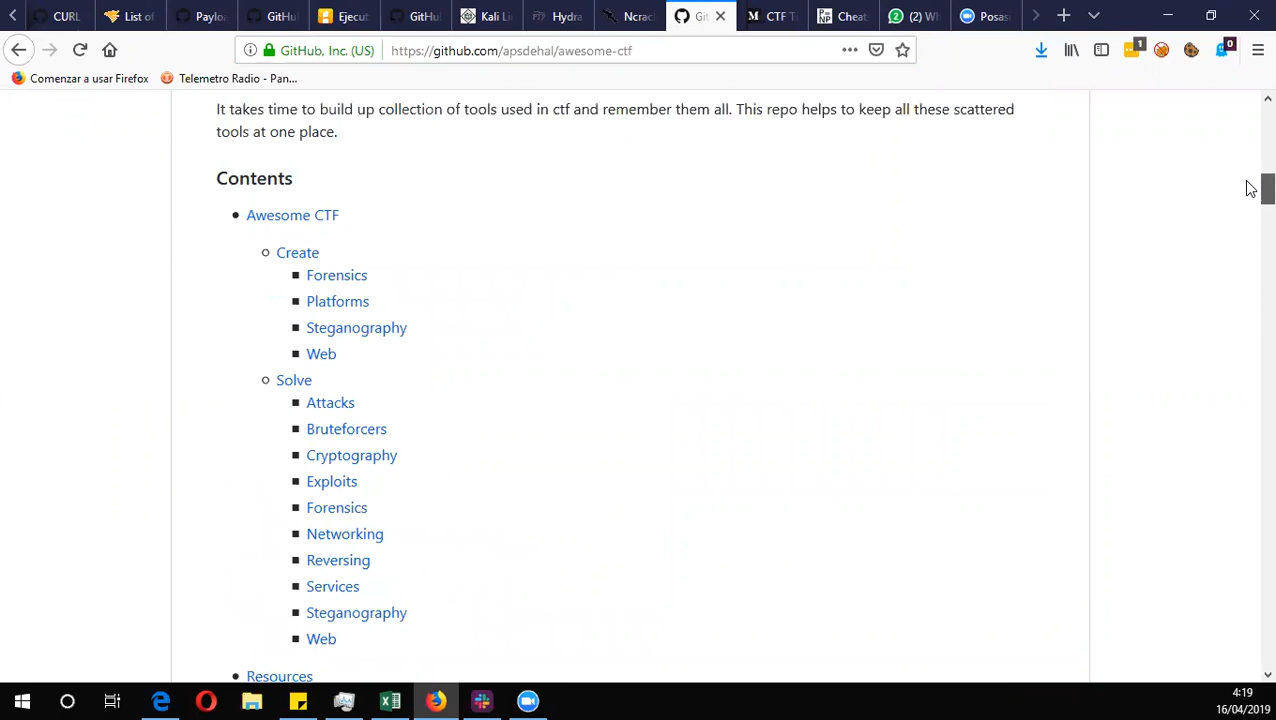 CURL
List of
Paylo
GitHu
Ejecut
GitHu
Kali Li
Hydra
Ncrac
Git
CTF T
Cheat
(2) W
Posas
GitHub, Inc. (US)
https://github.com/apsdehal/awesome-ctf
1
0
Comenzar a usar Firefox
Telemetro Radio - Pan...
It takes time to build up collection of tools used in ctf and remember them all. This repo helps to keep all these scattered
tools at one place.
Contents
Awesome CTF
Create
Forensics
Platforms
Steganography
Web
Solve
Attacks
Bruteforcers
Cryptography
Exploits
Forensics
Networking
Reversing
Services
Steganography
Web
Resources
4:19
16/04/2019